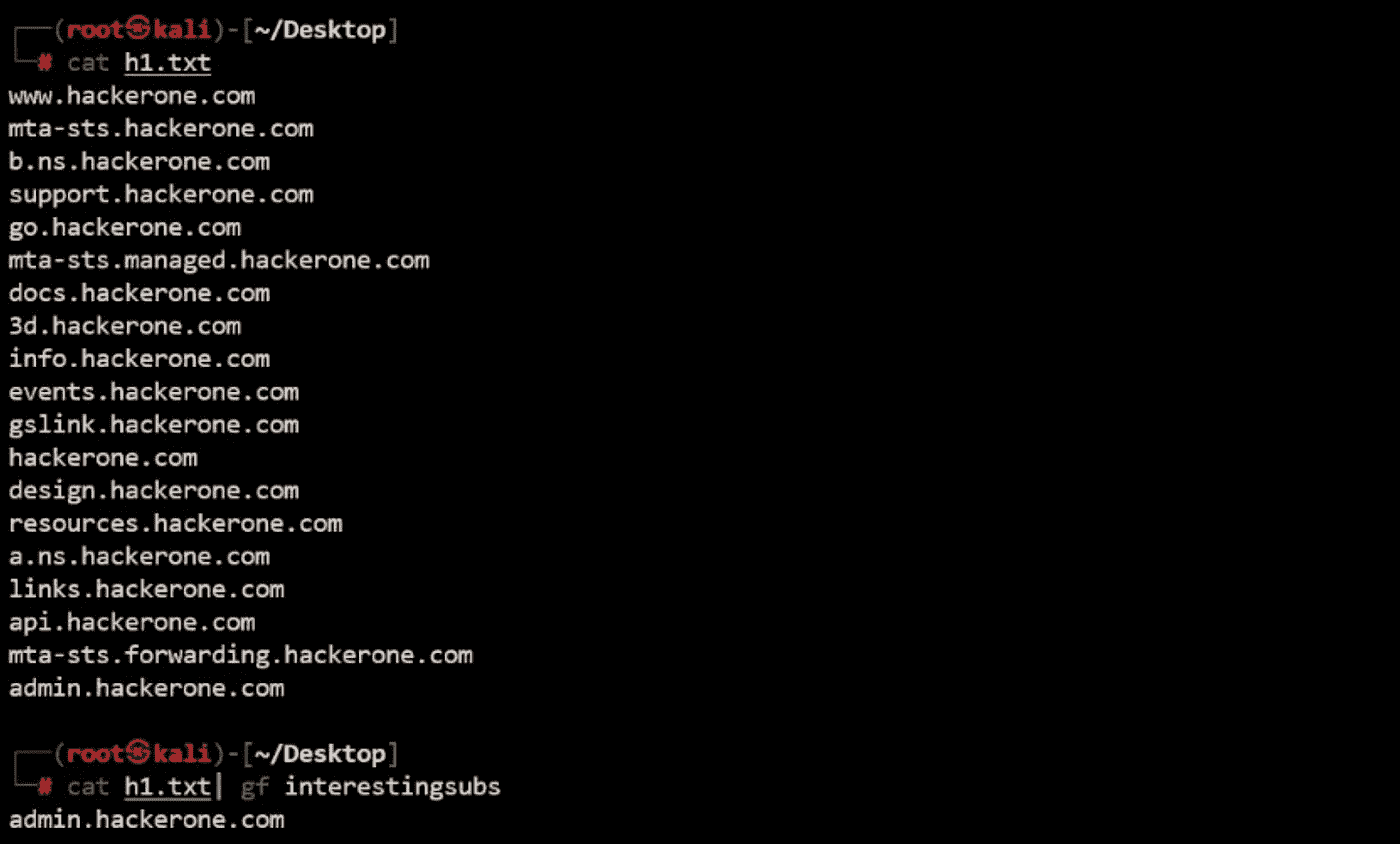 ┌──(root㉿kali)-[~/Desktop]
└─# cat h1.txt
www.hackerone.com
mta-sts.hackerone.com
b.ns.hackerone.com
support.hackerone.com
go.hackerone.com
mta-sts.managed.hackerone.com
docs.hackerone.com
3d.hackerone.com
info.hackerone.com
events.hackerone.com
gslink.hackerone.com
hackerone.com
design.hackerone.com
resources.hackerone.com
a.ns.hackerone.com
links.hackerone.com
api.hackerone.com
mta-sts.forwarding.hackerone.com
admin.hackerone.com
┌──(root㉿kali)-[~/Desktop]
└─# cat h1.txt| gf interestingsubs
admin.hackerone.com